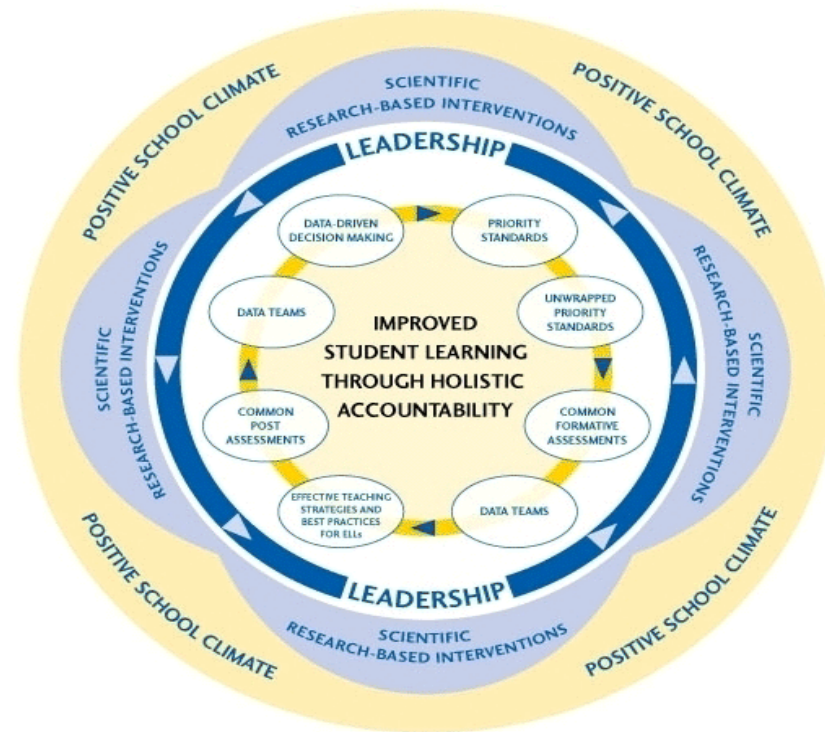 POSITIVE SCHOOL CLIMATE
POSITIVE SCHOOL CLIMATE
SCIENTIFIC
RESEARCH-BASED INTERVENTIONS
LEADERSHIP
DATA-DRIVEN
DECISION MAKING
PRIORITY
STANDARDS
DATA TEAMS
UNWRAPPED
PRIORITY
STANDARDS
SCIENTIFIC
RESEARCH-BASED INTERVENTIONS
IMPROVED
STUDENT LEARNING
THROUGH HOLISTIC
ACCOUNTABILITY
SCIENTIFIC
RESEARCH-BASED INTERVENTIONS
COMMON
POST
ASSESSMENTS
COMMON
FORMATIVE
ASSESSMENTS
EFFECTIVE TEACHING
STRATEGIES AND
BEST PRACTICES
FOR ELLs
DATA TEAMS
LEADERSHIP
SCIENTIFIC
RESEARCH-BASED INTERVENTIONS
POSITIVE SCHOOL CLIMATE
POSITIVE SCHOOL CLIMATE